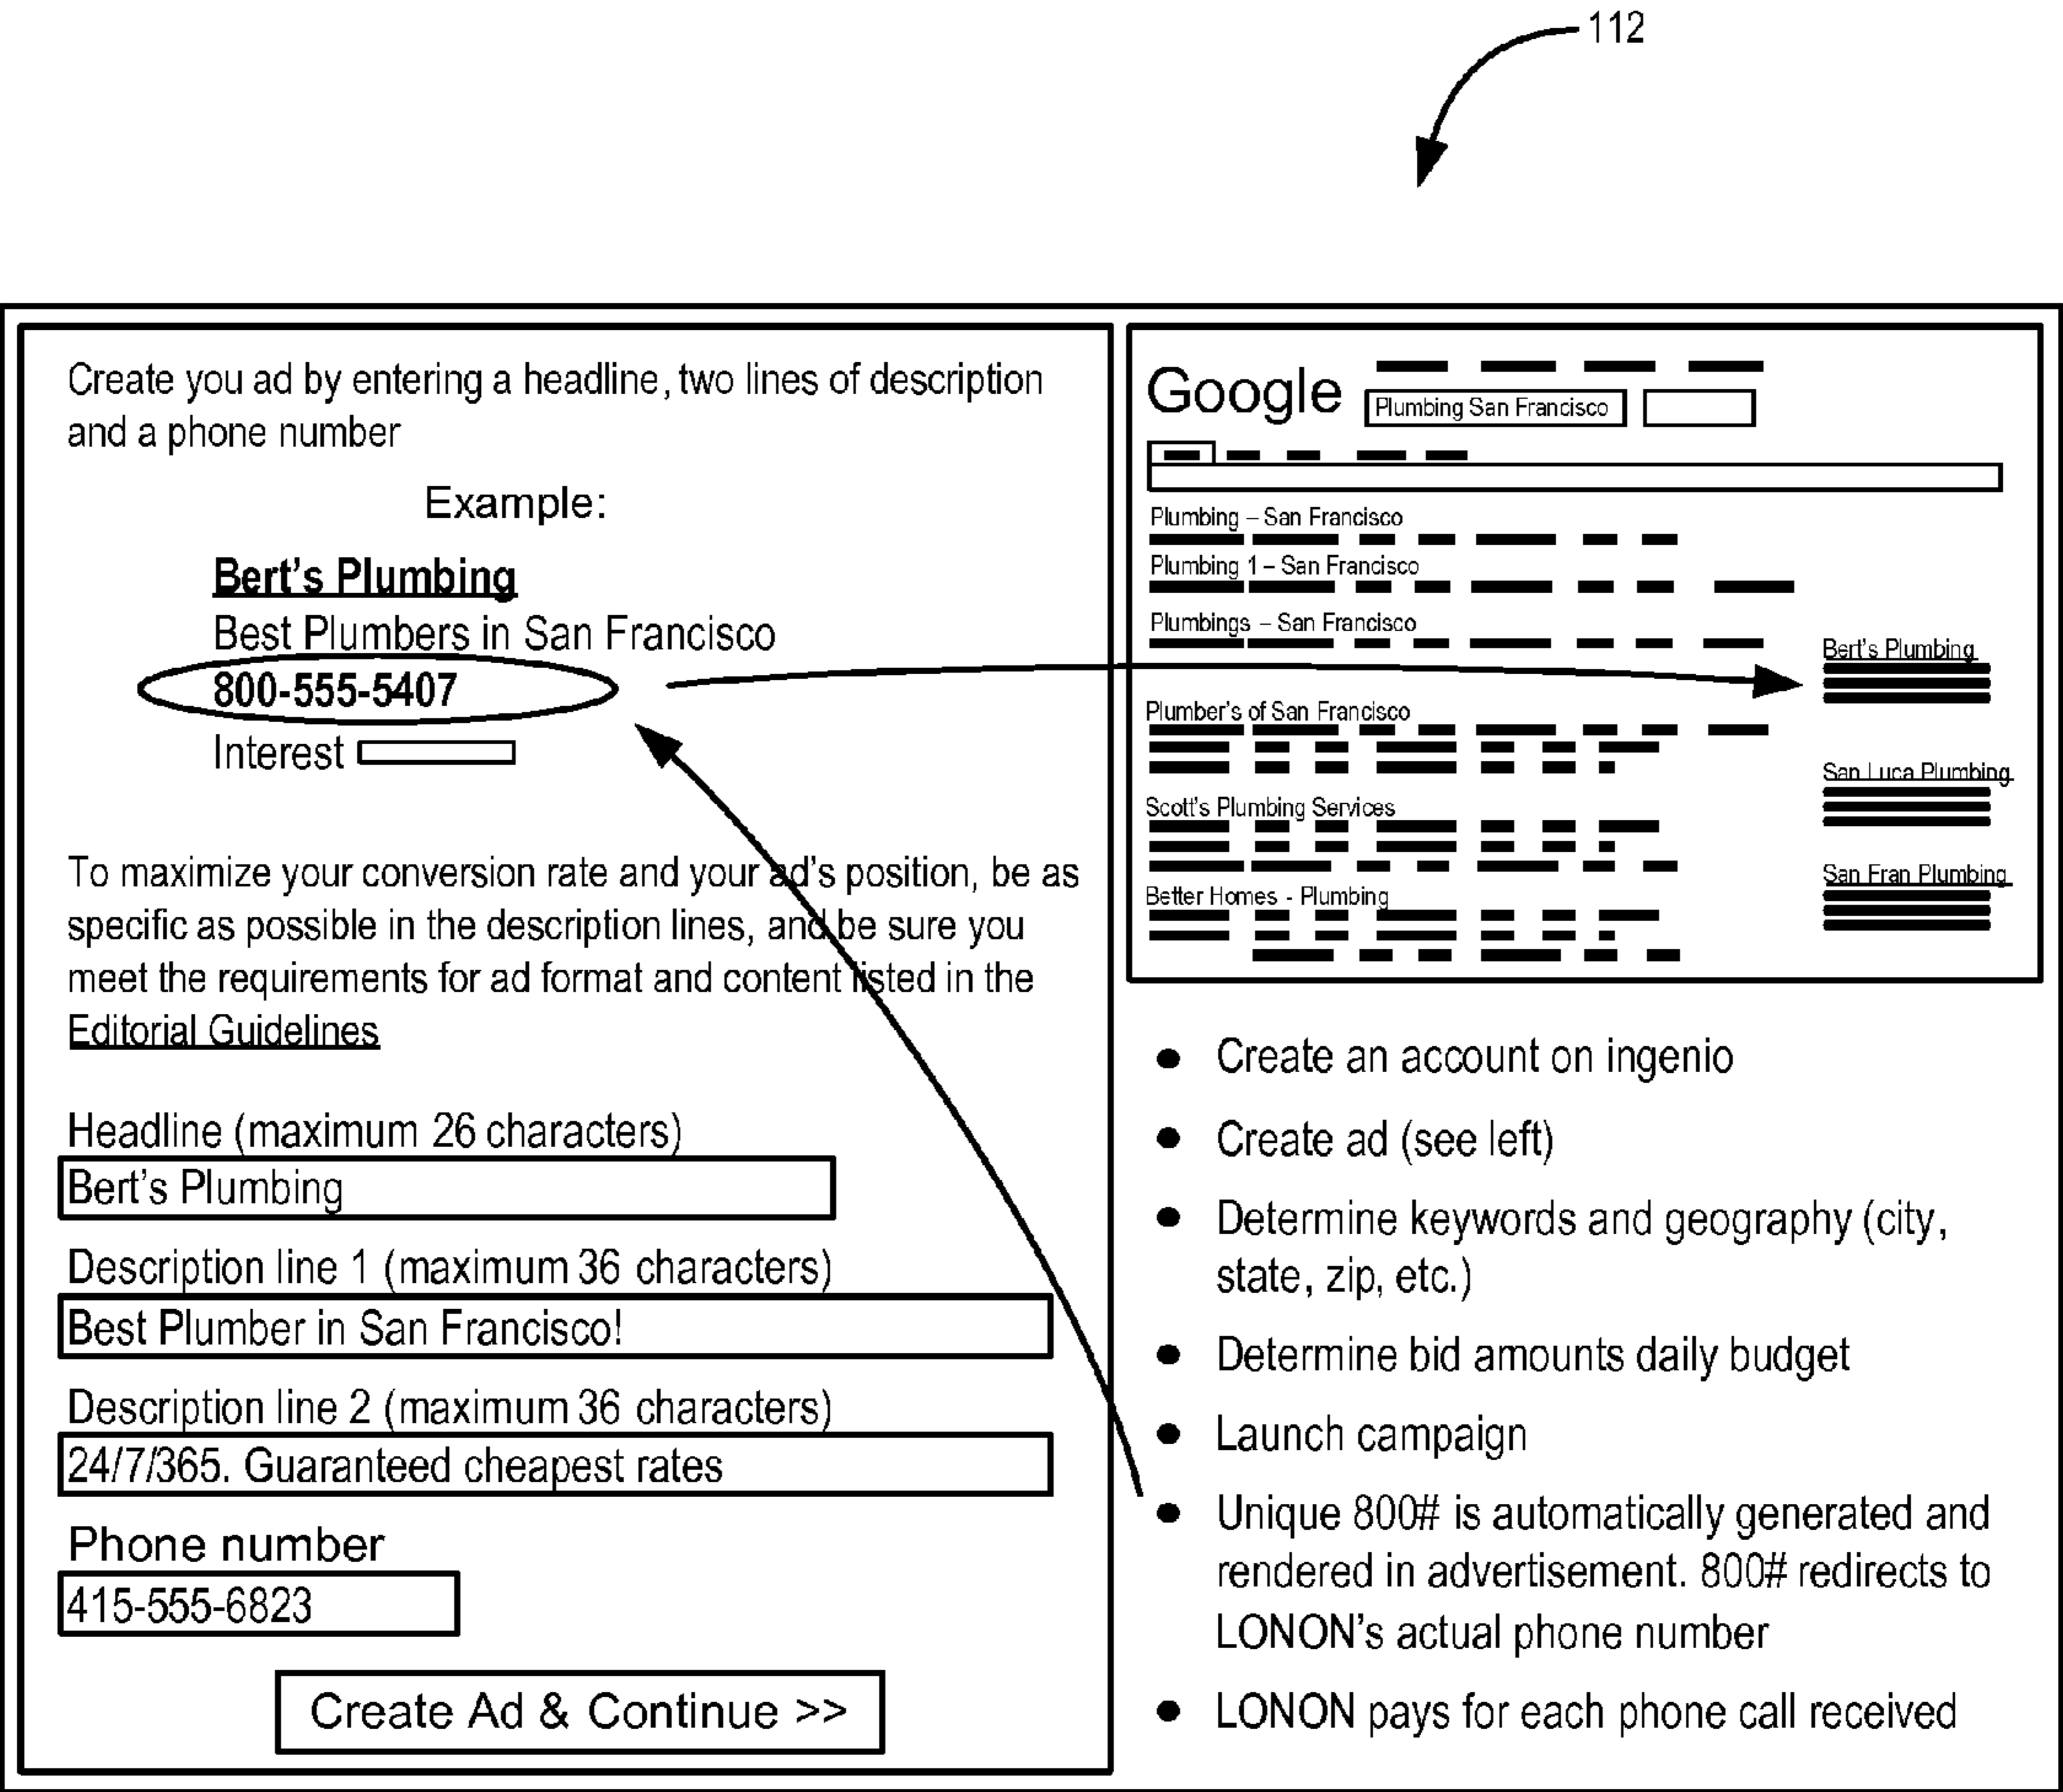 112
Create you ad by entering a headline, two lines of description
and a phone number
Example:
Bert's Plumbing
Best Plumbers in San Francisco
800-555-5407
Interest
To maximize your conversion rate and your ad's position, be as
specific as possible in the description lines, and be sure you
meet the requirements for ad format and content listed in the
Editorial Guidelines
Headline (maximum 26 characters)
Bert's Plumbing
Description line 1 (maximum 36 characters)
Best Plumber in San Francisco!
Description line 2 (maximum 36 characters)
24/7/365. Guaranteed cheapest rates
Phone number
415-555-6823
Create Ad & Continue >>
Google
Plumbing San Francisco
Plumbing – San Francisco
Plumbing 1 – San Francisco
Plumbings – San Francisco
Plumber's of San Francisco
Scott's Plumbing Services
Better Homes - Plumbing
Bert's Plumbing
San Luca Plumbing
San Fran Plumbing
• Create an account on ingenio
• Create ad (see left)
• Determine keywords and geography (city,
state, zip, etc.)
• Determine bid amounts daily budget
• Launch campaign
• Unique 800# is automatically generated and
rendered in advertisement. 800# redirects to
LONON's actual phone number
• LONON pays for each phone call received